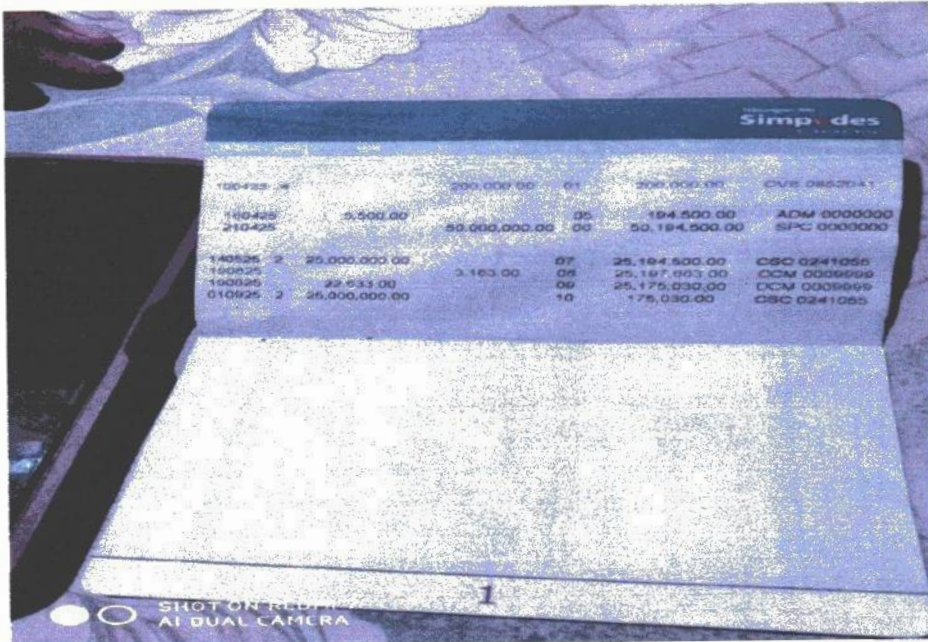 Simpedes
200,000.00 01 200,000.00
5,500.00 05 194,500.00 ADM 0000000
210425 50,000,000.00 00 50,194,500.00 SPC 0000000
140525 2 25,000,000.00 07 25,194,500.00 CSC 0241055
3,163.00 08 25,197,663.00 CCM 0009999
22,633.00 09 25,175,030.00 DCM 0009999
010925 2 25,000,000.00 10 175,030.00 CSC 0241055
1
SHOT ON REDMI
AI DUAL CAMERA